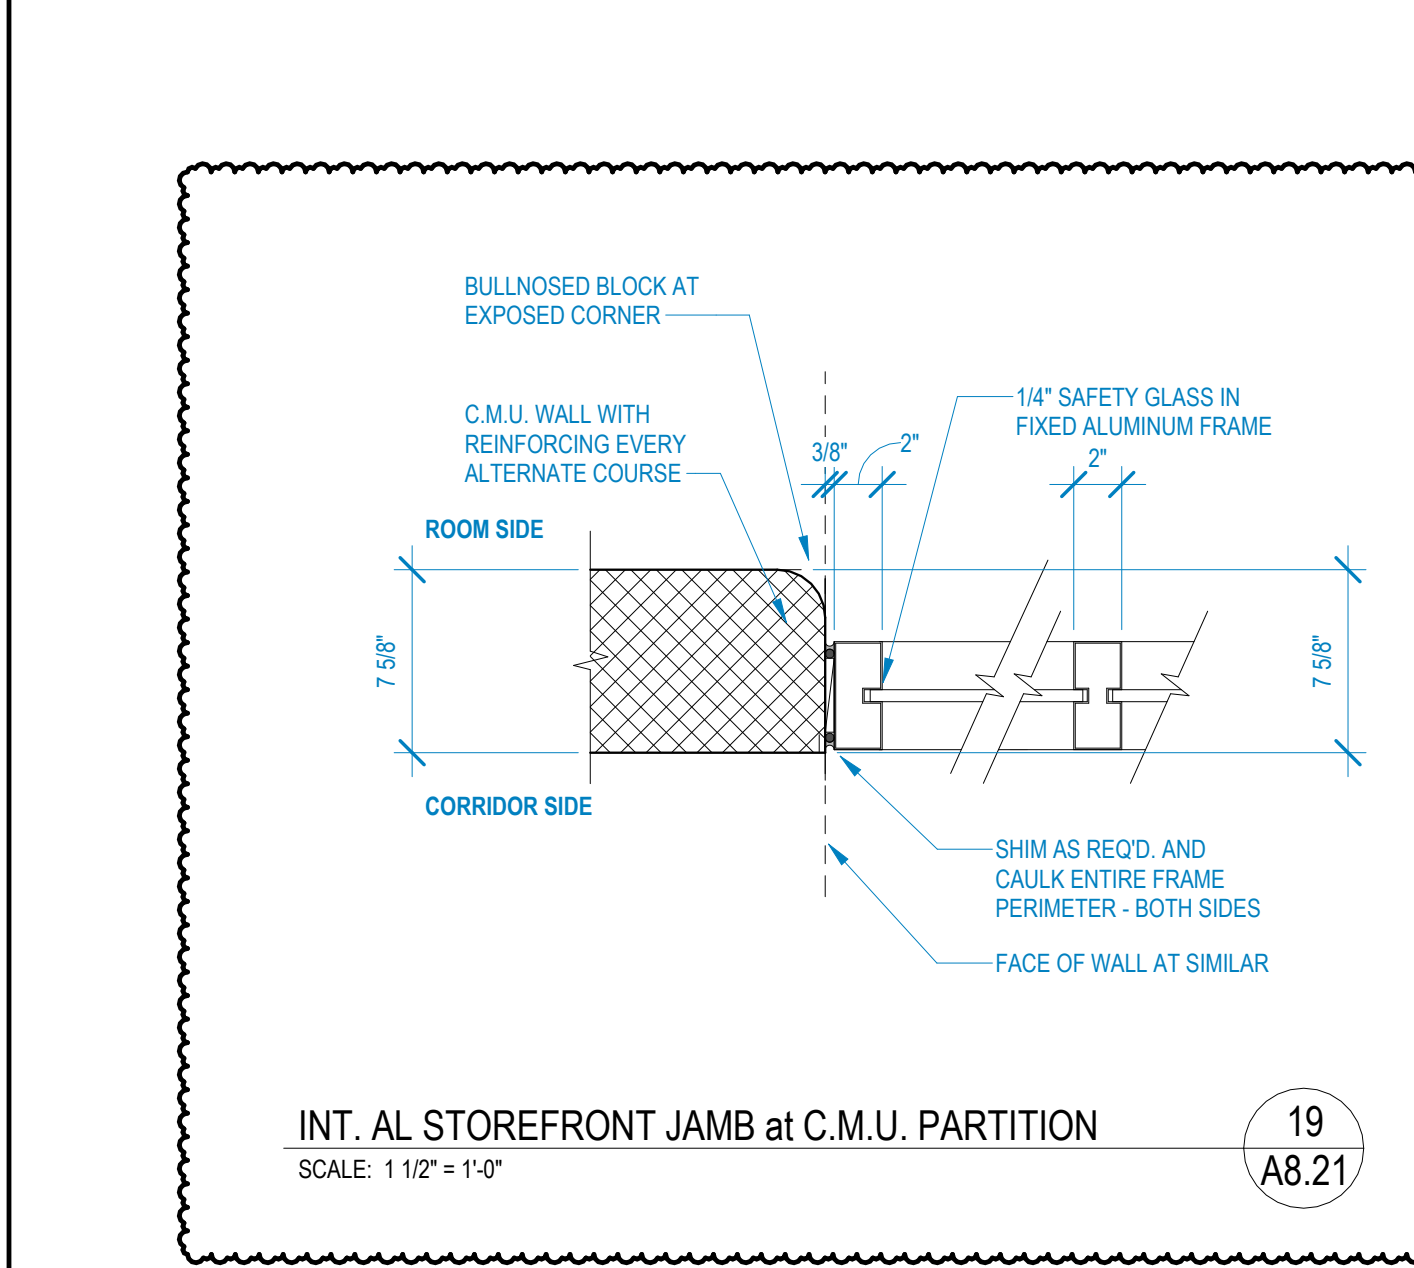 BULLNOSED BLOCK AT
EXPOSED CORNER
C.M.U. WALL WITH
REINFORCING EVERY
ALTERNATE COURSE
1/4" SAFETY GLASS IN
FIXED ALUMINUM FRAME
3/8"
2"
2"
ROOM SIDE
7 5/8"
7 5/8"
CORRIDOR SIDE
SHIM AS REQ'D. AND
CAULK ENTIRE FRAME
PERIMETER - BOTH SIDES
FACE OF WALL AT SIMILAR
INT. AL STOREFRONT JAMB at C.M.U. PARTITION
SCALE: 1 1/2" = 1'-0"
19
A8.21